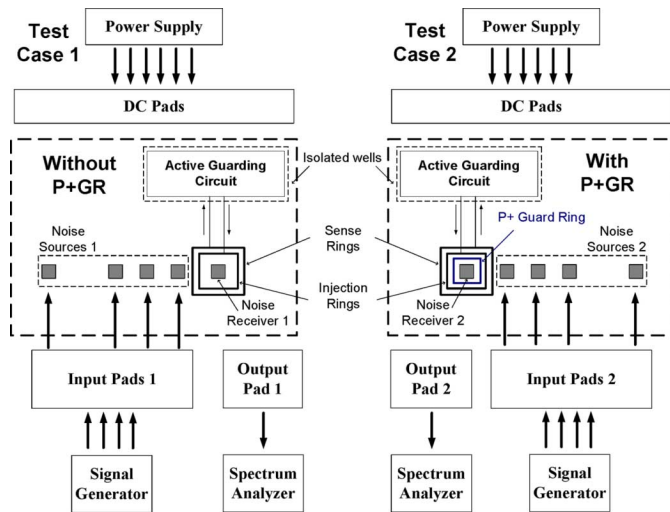 Test
Case 1
Power Supply
DC Pads
Without
P+GR
Active Guarding
Circuit
Noise
Sources 1
Noise
Receiver 1
Input Pads 1
Output
Pad 1
Signal
Generator
Spectrum
Analyzer
Isolated wells
Sense
Rings
Injection
Rings
Test
Case 2
Power Supply
DC Pads
Active Guarding
Circuit
With
P+GR
P+ Guard Ring
Noise
Sources 2
Noise
Receiver 2
Output
Pad 2
Input Pads 2
Spectrum
Analyzer
Signal
Generator